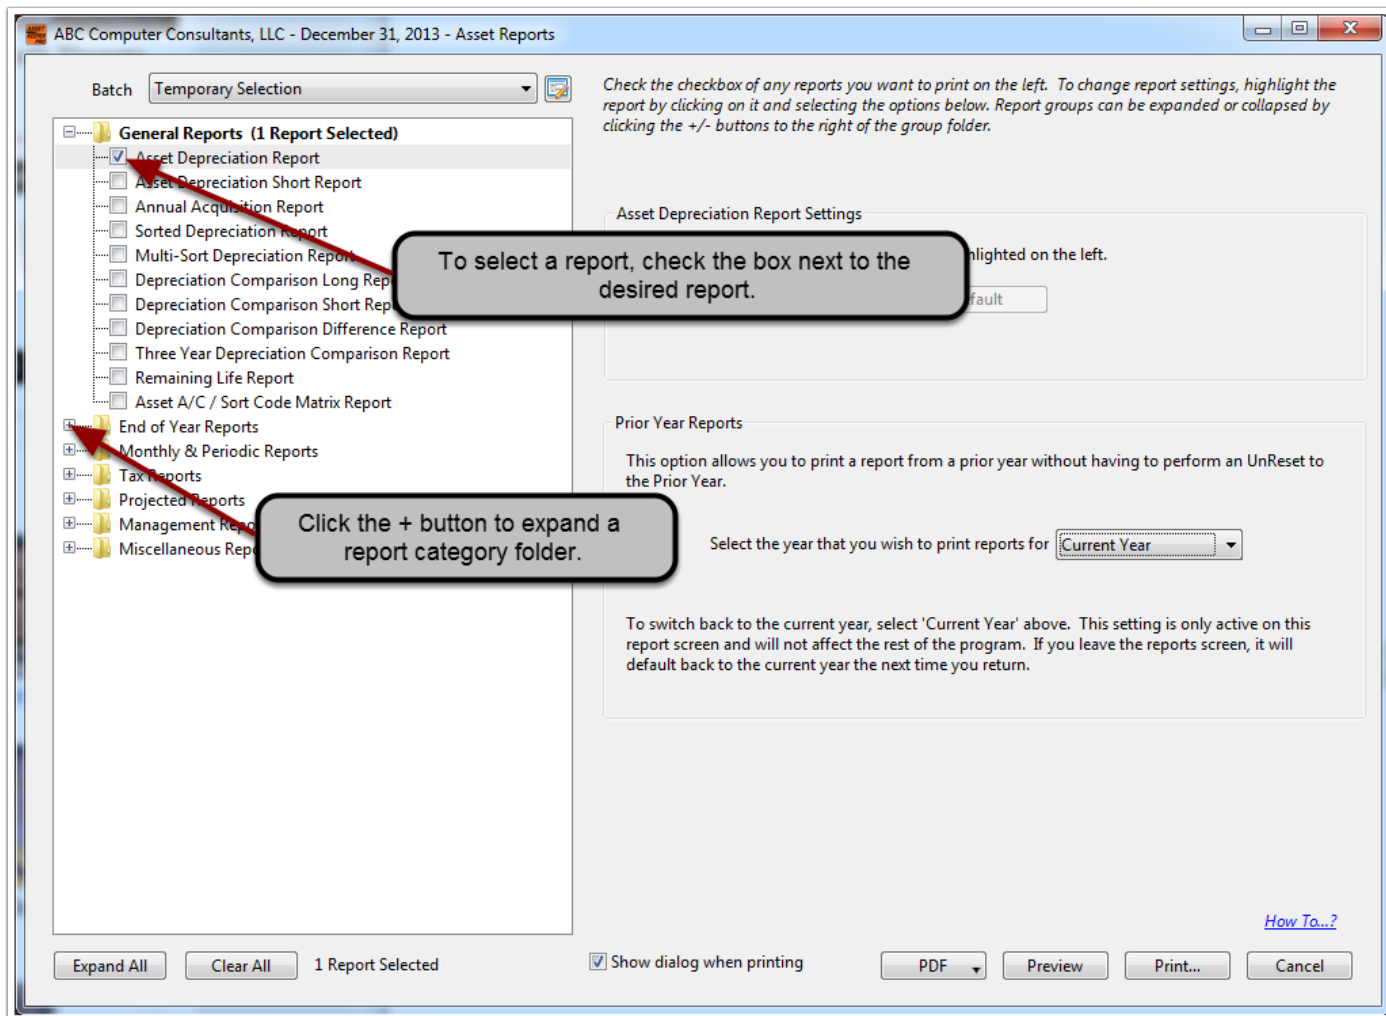 ABC Computer Consultants, LLC - December 31, 2013 - Asset Reports
Batch Temporary Selection
Check the checkbox of any reports you want to print on the left. To change report settings, highlight the
report by clicking on it and selecting the options below. Report groups can be expanded or collapsed by
clicking the +/- buttons to the right of the group folder.
General Reports (1 Report Selected)
Asset Depreciation Report
Asset Depreciation Short Report
Annual Acquisition Report
Sorted Depreciation Report
Multi-Sort Depreciation Report
Depreciation Comparison Long
Depreciation Comparison Short
Depreciation Comparison Difference Report
Three Year Depreciation Comparison Report
Remaining Life Report
Asset A/C / Sort Code Matrix Report
End of Year Reports
Monthly & Periodic Reports
Tax Reports
Projected Reports
Management
Miscellaneous
To select a report, check the box next to the
desired report.
Click the + button to expand a
report category folder.
Asset Depreciation Report Settings
on the left.
Prior Year Reports
This option allows you to print a report from a prior year without having to perform an UnReset to
the Prior Year.
Select the year that you wish to print reports for Current Year
To switch back to the current year, select 'Current Year' above. This setting is only active on this
report screen and will not affect the rest of the program. If you leave the reports screen, it will
default back to the current year the next time you return.
How To...?
Expand All Clear All 1 Report Selected Show dialog when printing PDF Preview Print... Cancel